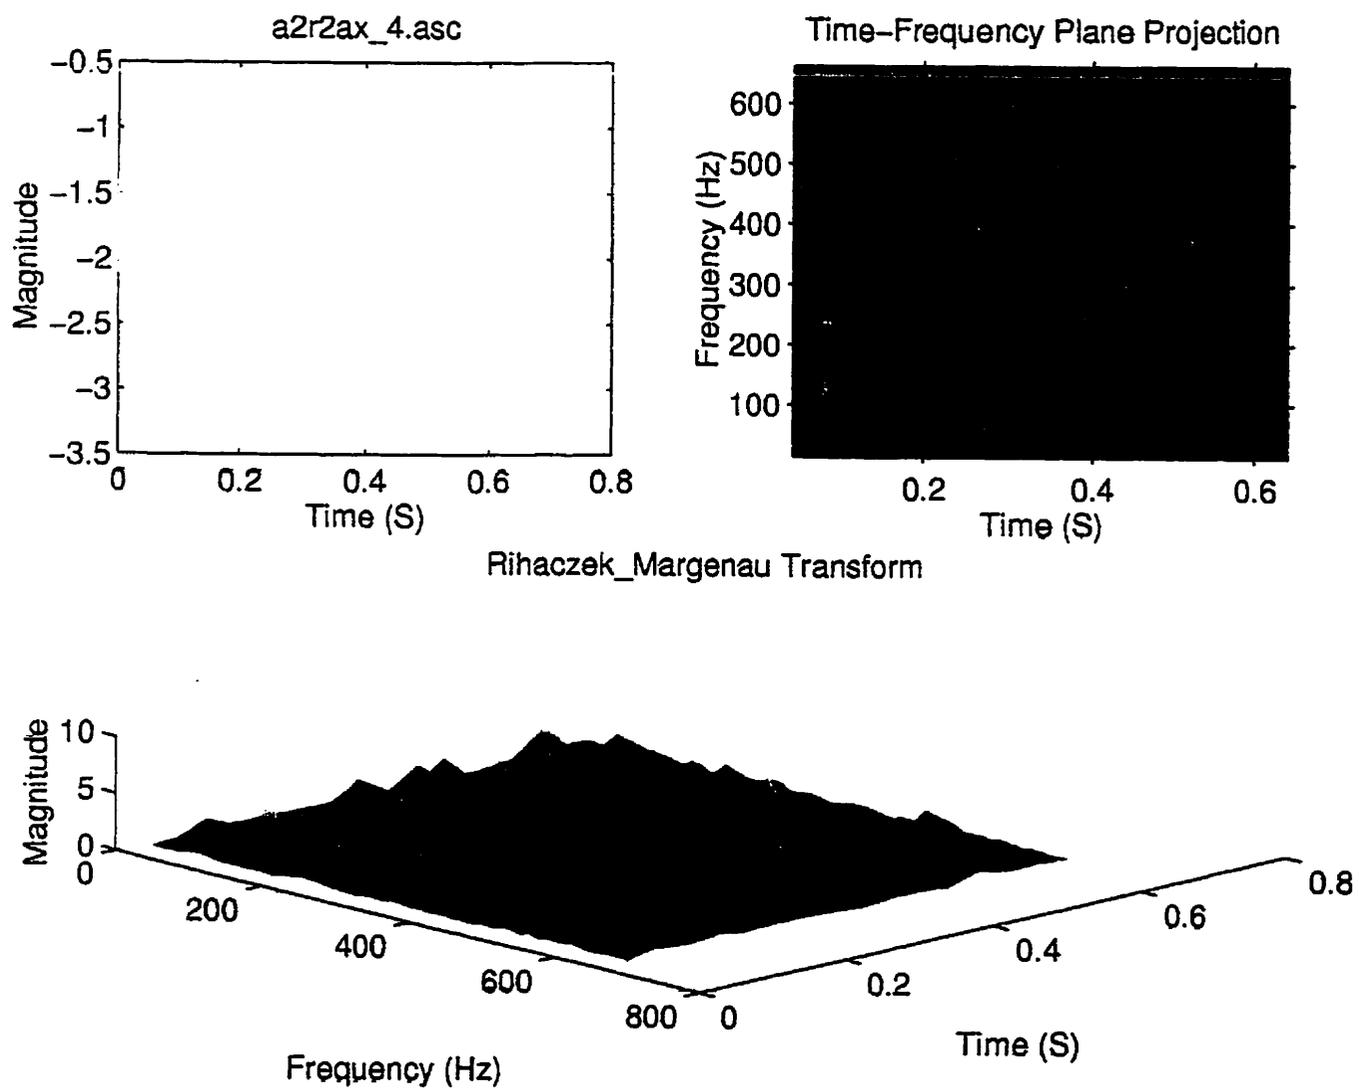 a2r2ax_4.asc
−0.5
−1
−1.5
−2
−2.5
−3
−3.5
Magnitude
0 0.2 0.4 0.6 0.8
Time (S)
Time−Frequency Plane Projection
600
500
400
300
200
100
Frequency (Hz)
0.2 0.4 0.6
Time (S)
Rihaczek_Margenau Transform
10
5
0
Magnitude
0
200
400
600
800
Frequency (Hz)
0
0.2
0.4
0.6
0.8
Time (S)